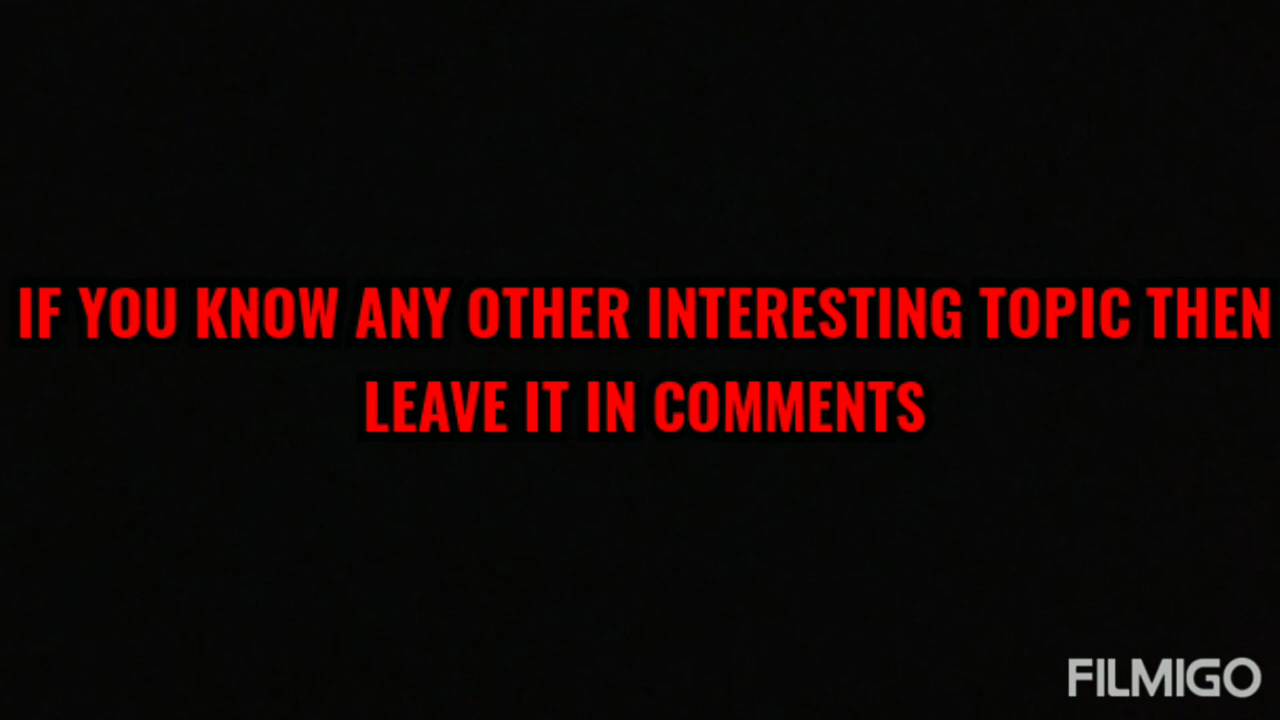 IF YOU KNOW ANY OTHER INTERESTING TOPIC THEN
LEAVE IT IN COMMENTS
FILMIGO